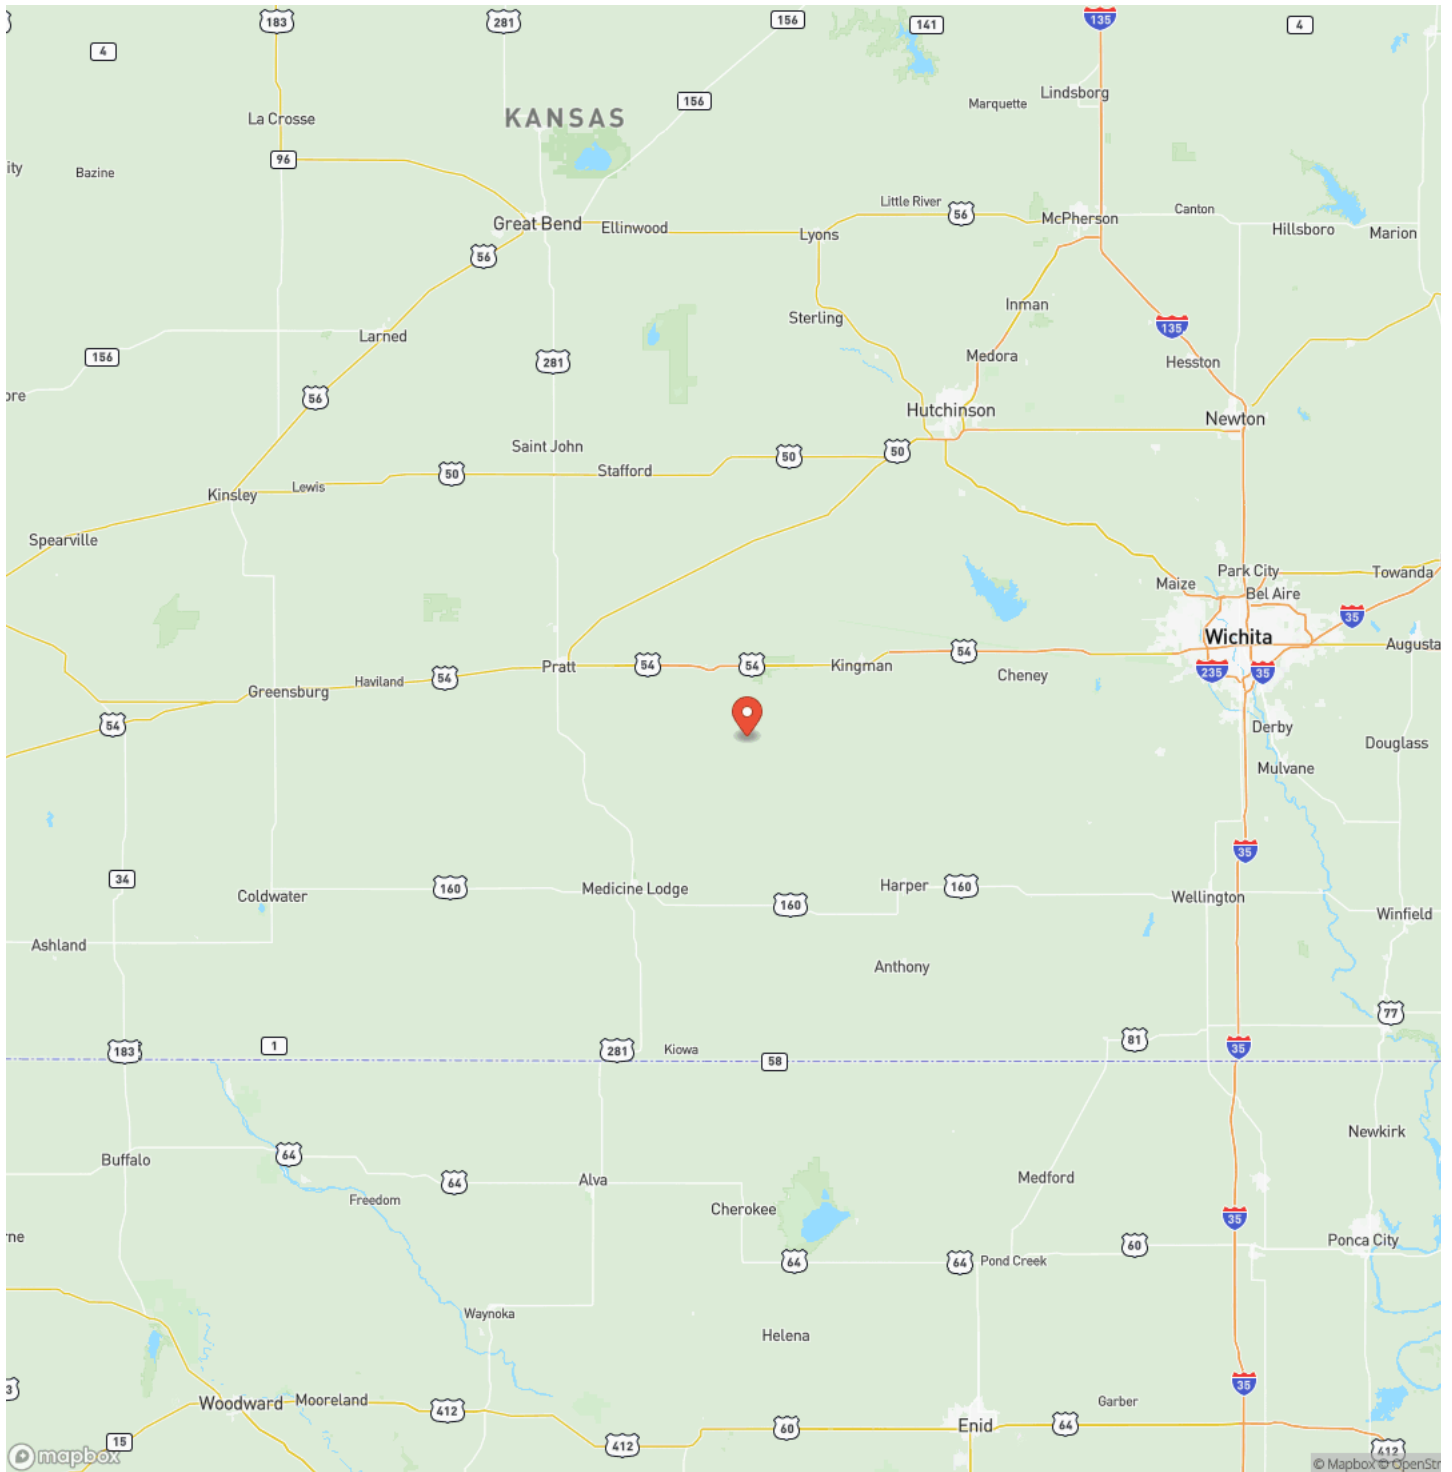 183
281
156
141
135
4
4
Lindsborg
Marquette
156
KANSAS
La Crosse
96
ity
Bazine
Little River
56
Canton
McPherson
Great Bend
Ellinwood
Lyons
Hillsboro
Marion
56
Inman
Sterling
135
Larned
156
281
Medora
Hesston
ore
56
Hutchinson
Newton
Saint John
50
50
50
Stafford
Lewis
Kinsley
Spearville
Park City
Towanda
Maize
Bel Aire
35
Wichita
Augusta
Pratt
54
54
Kingman
54
235
35
Cheney
Haviland
54
Greensburg
54
Derby
Douglass
Mulvane
35
34
Coldwater
160
Medicine Lodge
160
Harper
160
Wellington
Winfield
Ashland
Anthony
77
183
1
281
Kiowa
58
81
35
Newkirk
Buffalo
64
64
Alva
Medford
Freedom
Cherokee
35
rne
60
Ponca City
64
64
Pond Creek
Waynoka
Helena
3
35
Woodward
Mooreland
412
Garber
60
Enid
64
15
412
412
mapbox
© Mapbox © OpenStr